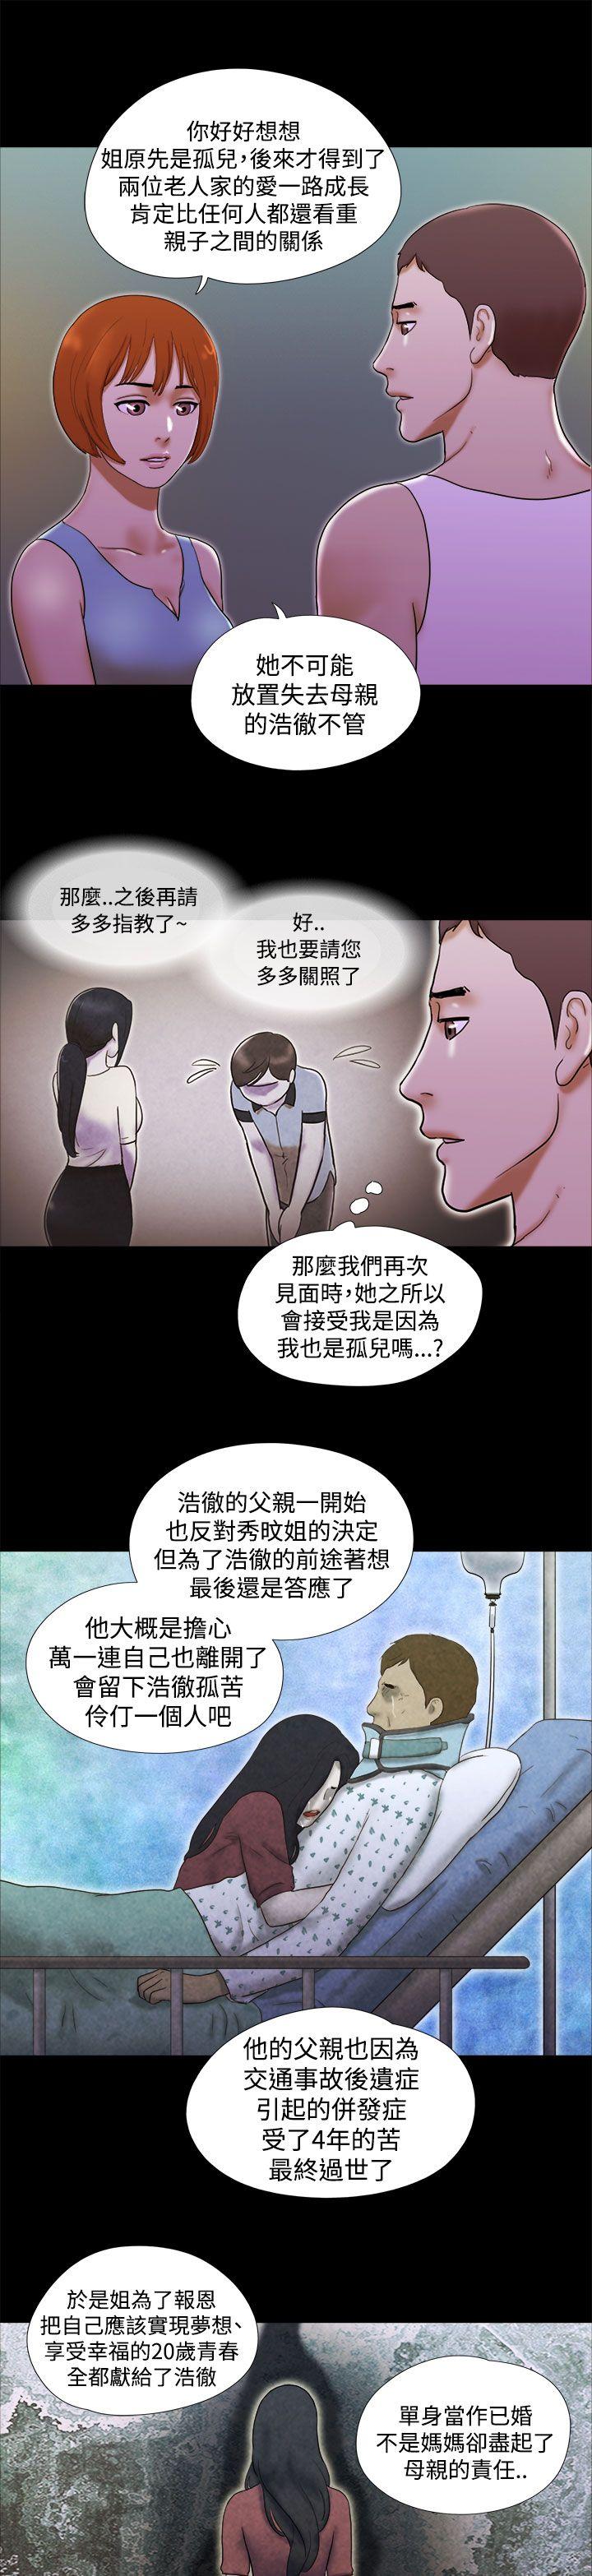 你好好想想
姐原先是孤兒，後來才得到了
兩位老人家的愛一路成長
肯定比任何人都還看重
親子之間的關係
她不可能
放置失去母親
的浩徹不管
那麼..之後再請
多多指教了~
好..
我也要請您
多多關照了
那麼我們再次
見面時，她之所以
會接受我是因為
我也是孤兒嗎...?
浩徹的父親一開始
也反對秀旼姐的決定
但為了浩徹的前途著想
最後還是答應了
他大概是擔心
萬一連自己也離開了
會留下浩徹孤苦
伶仃一個人吧
他的父親也因為
交通事故後遺症
引起的併發症
受了4年的苦
最終過世了
於是姐為了報恩
把自己應該實現夢想、
享受幸福的20歲青春
全都獻給了浩徹
單身當作已婚
不是媽媽卻盡起了
母親的責任..